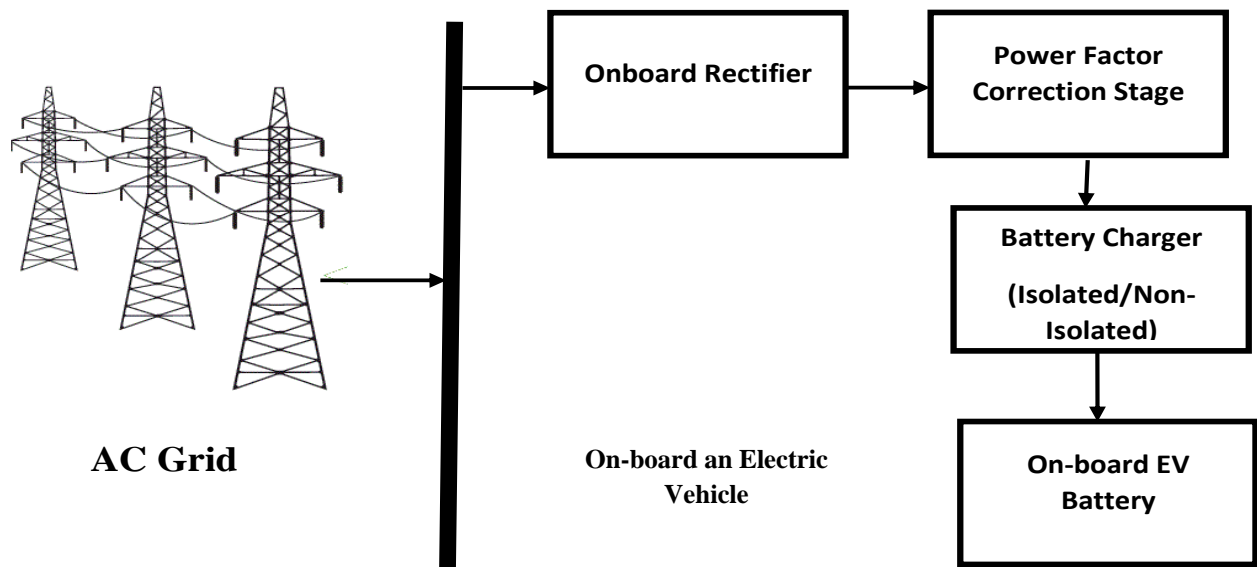 Onboard Rectifier
Power Factor
Correction Stage
Battery Charger
(Isolated/Non-
Isolated)
AC Grid
On-board an Electric
Vehicle
On-board EV
Battery